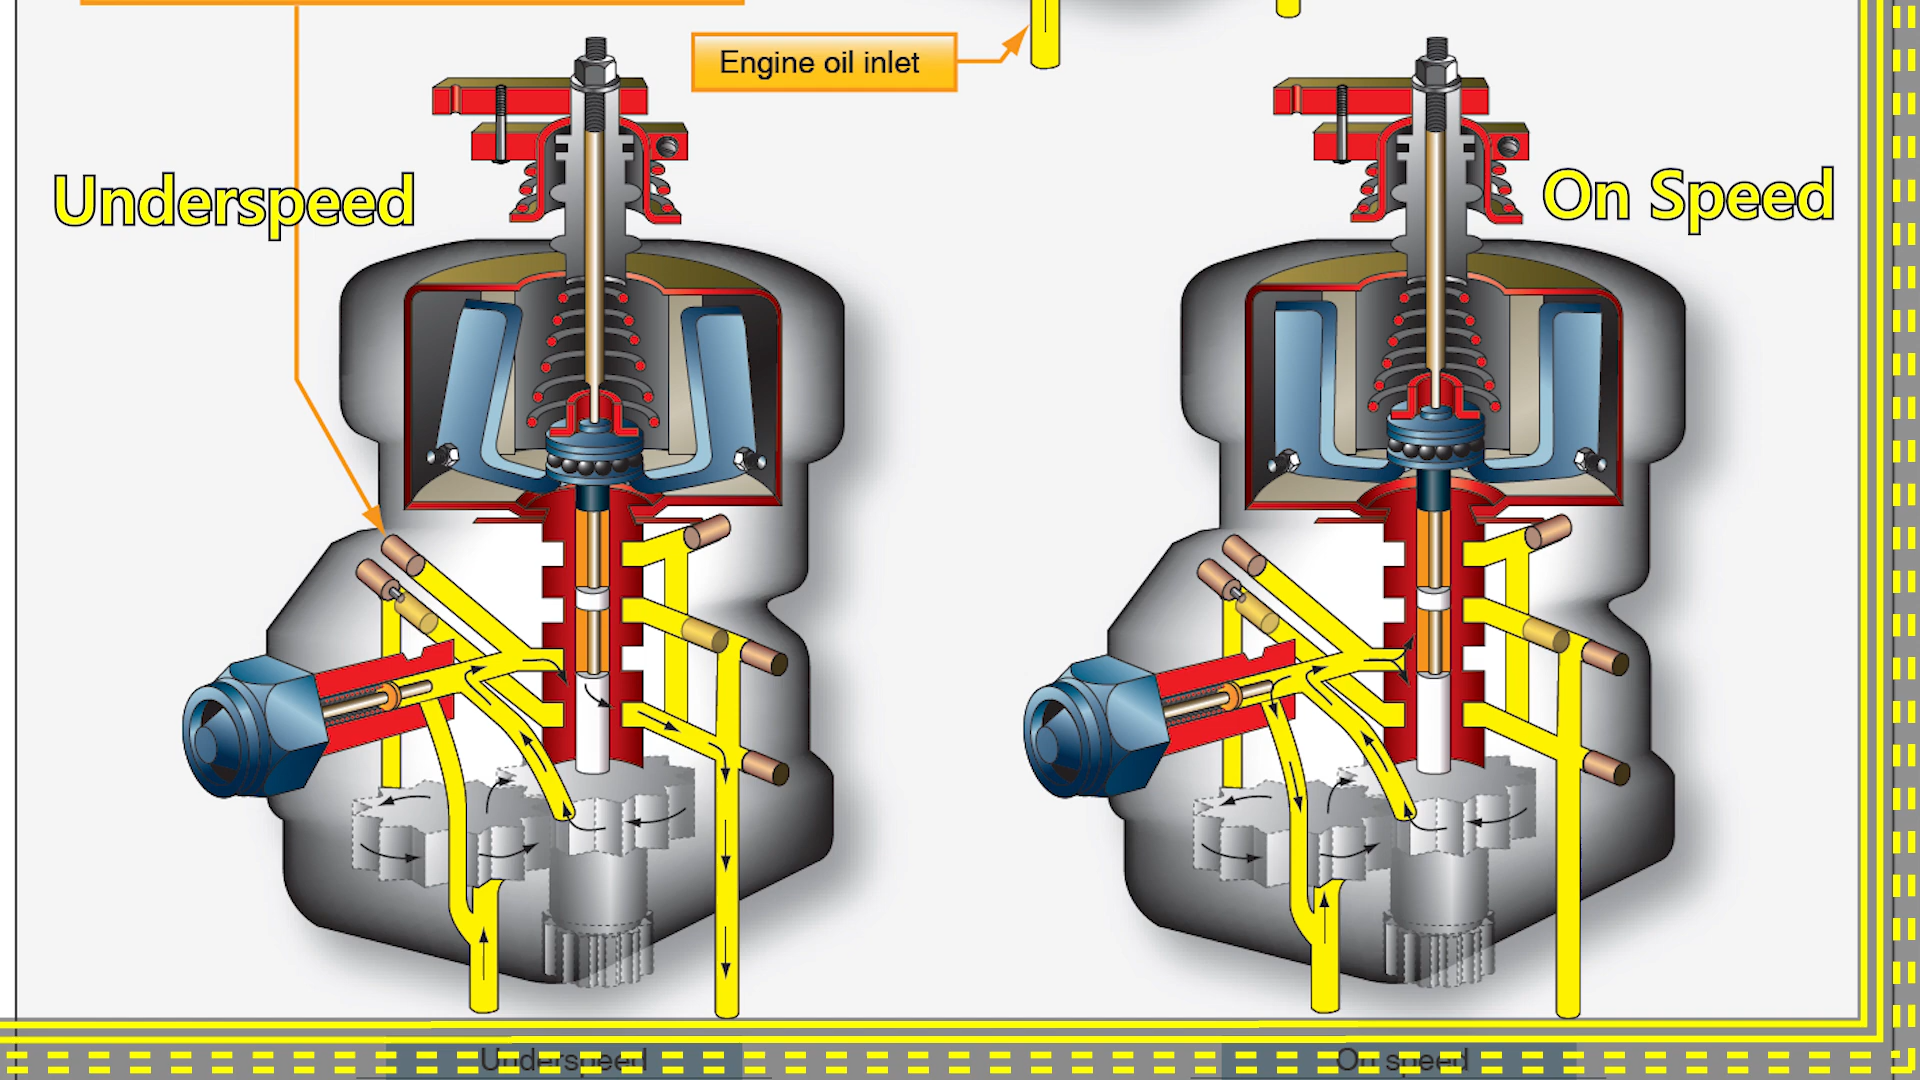 Engine oil inlet
Underspeed
On Speed
Underspeed
On speed